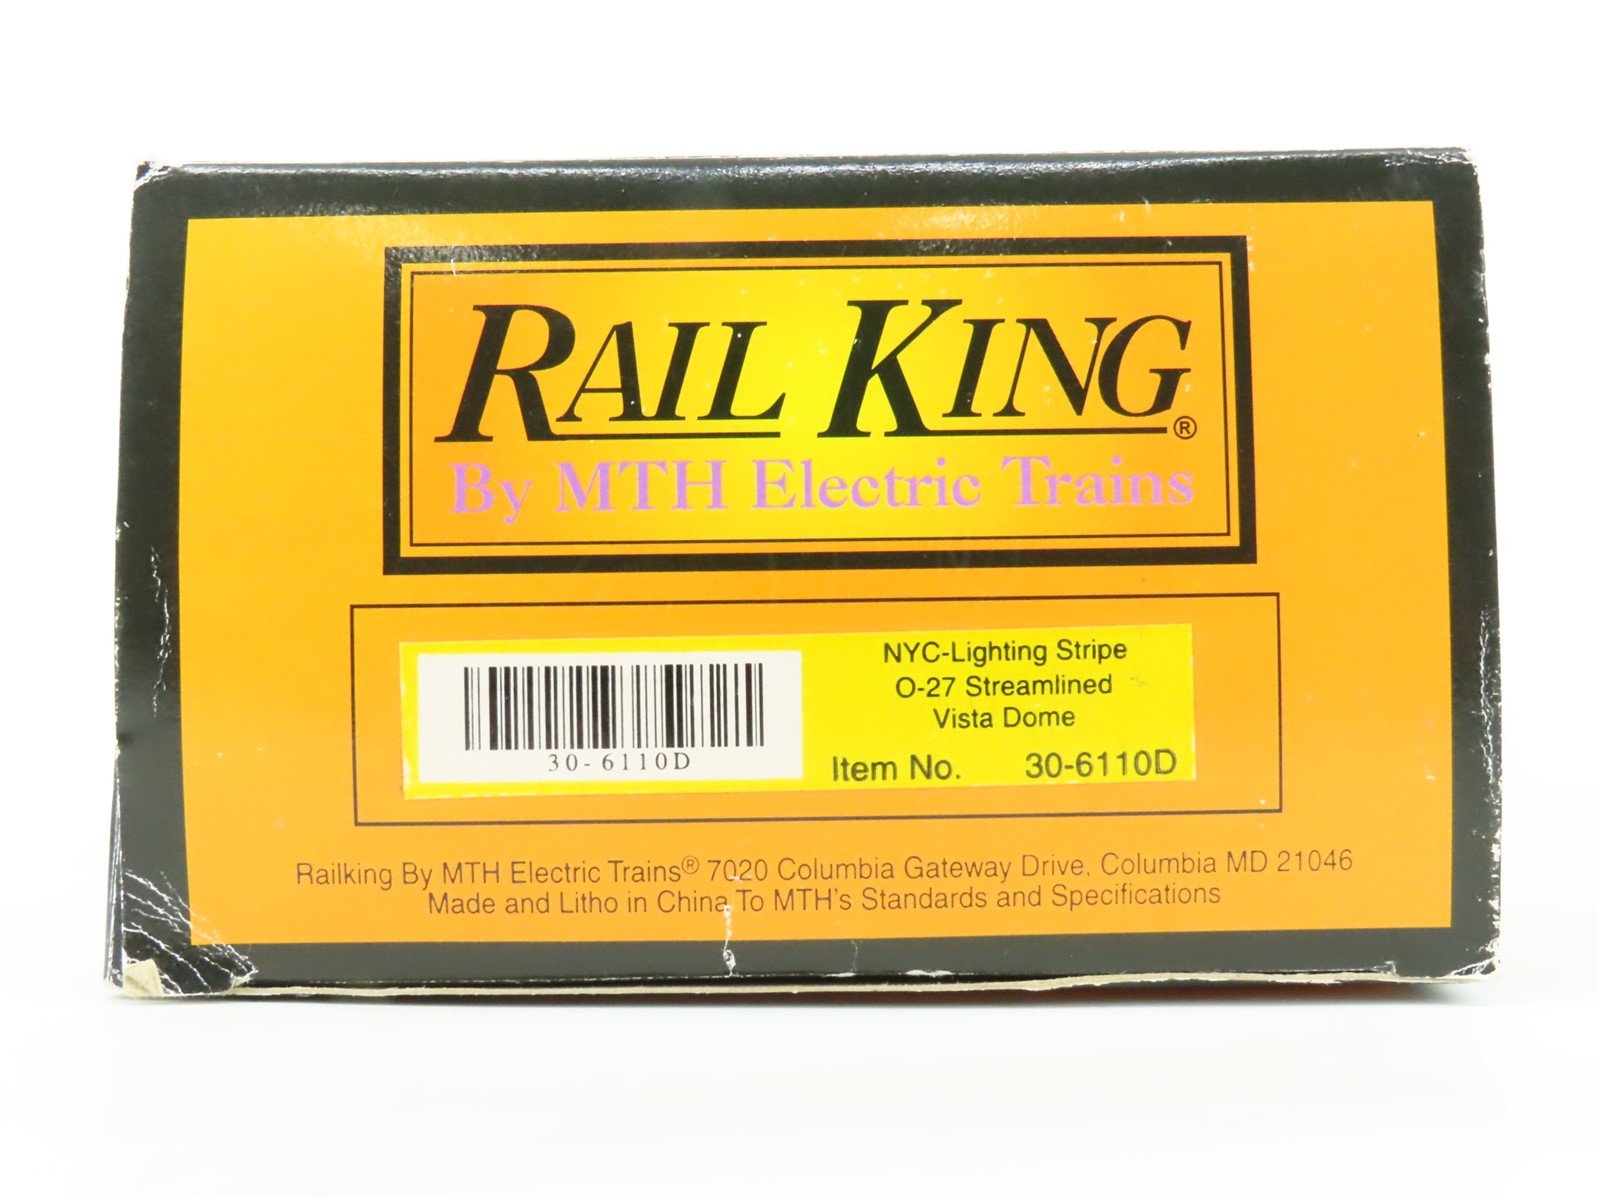 RAIL KING®
By MTH Electric Trains
30-6110D
NYC-Lighting Stripe
O-27 Streamlined
Vista Dome
Item No. 30-6110D
Railking By MTH Electric Trains® 7020 Columbia Gateway Drive, Columbia MD 21046
Made and Litho in China To MTH's Standards and Specifications